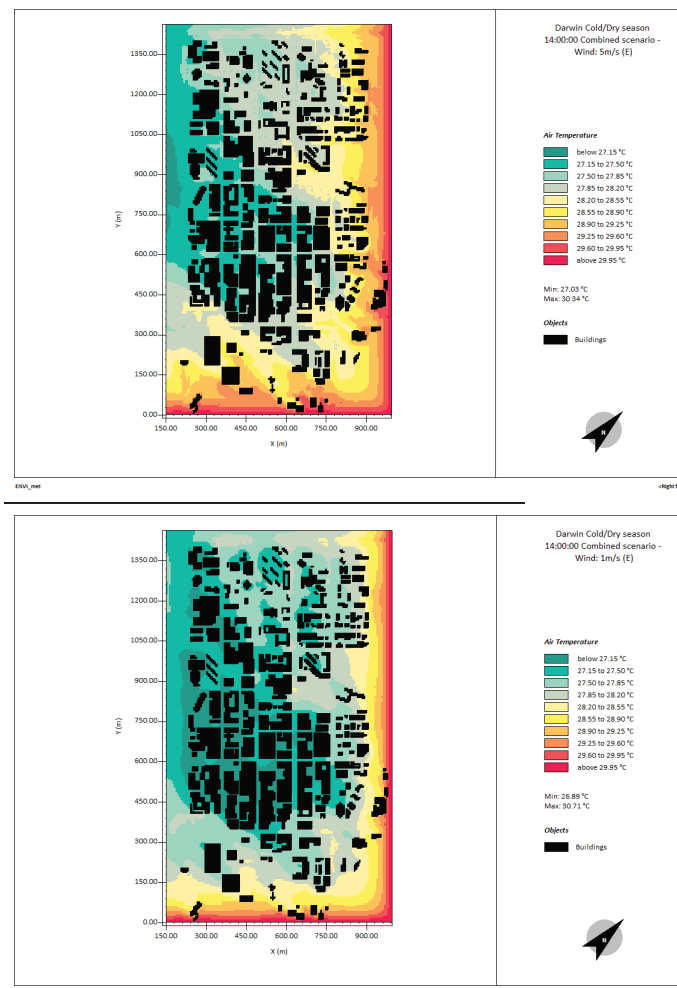 Darwin Cold/Dry season
14:00:00 Combined scenario -
Wind: 5m/s (E)
1350.00
1200.00
1050.00
900.00
750.00
600.00
450.00
300.00
150.00
0.00
Y (m)
150.00 300.00 450.00 600.00 750.00 900.00
X (m)
Air Temperature
below 27.15 °C
27.15 to 27.50 °C
27.50 to 27.85 °C
27.85 to 28.20 °C
28.20 to 28.55 °C
28.55 to 28.90 °C
28.90 to 29.25 °C
29.25 to 29.60 °C
29.60 to 29.95 °C
above 29.95 °C
Min: 27.03 °C
Max: 30.34 °C
Objects
Buildings
N
ENVI_met
<Right f
Darwin Cold/Dry season
14:00:00 Combined scenario -
Wind: 1m/s (E)
1350.00
1200.00
1050.00
900.00
750.00
600.00
450.00
300.00
150.00
0.00
Y (m)
150.00 300.00 450.00 600.00 750.00 900.00
X (m)
Air Temperature
below 27.15 °C
27.15 to 27.50 °C
27.50 to 27.85 °C
27.85 to 28.20 °C
28.20 to 28.55 °C
28.55 to 28.90 °C
28.90 to 29.25 °C
29.25 to 29.60 °C
29.60 to 29.95 °C
above 29.95 °C
Min: 26.89 °C
Max: 30.71 °C
Objects
Buildings
N